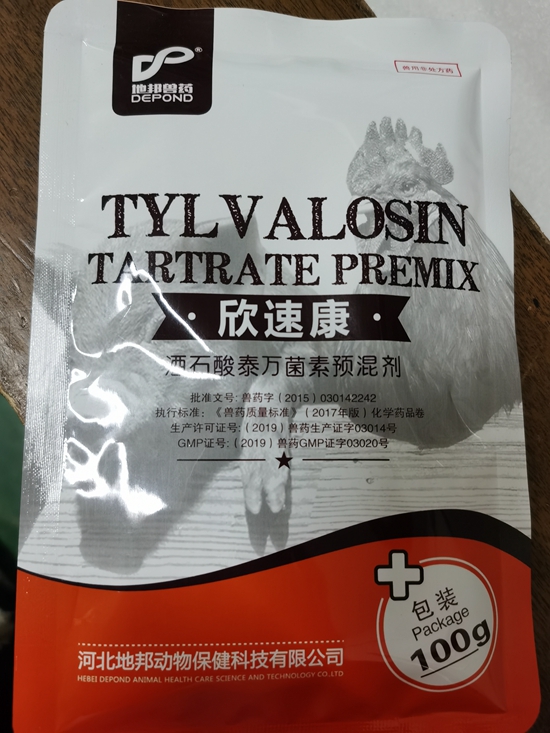 DP®
地邦兽药
DEPOND
兽用非处方药
TYLVALOSIN
TARTRATE PREMIX
·欣速康·
酒石酸泰万菌素预混剂
批准文号:兽药字（2015）030142242
执行标准:《兽药质量标准》（2017年版）化学药品卷
生产许可证号:（2019）兽药生产证字03014号
GMP证号:（2019）兽药GMP证字03020号
包装
Package
100g
河北地邦动物保健科技有限公司
HEBEI DEPOND ANIMAL HEALTH CARE SCIENCE AND TECHNOLOGY CO.,LTD